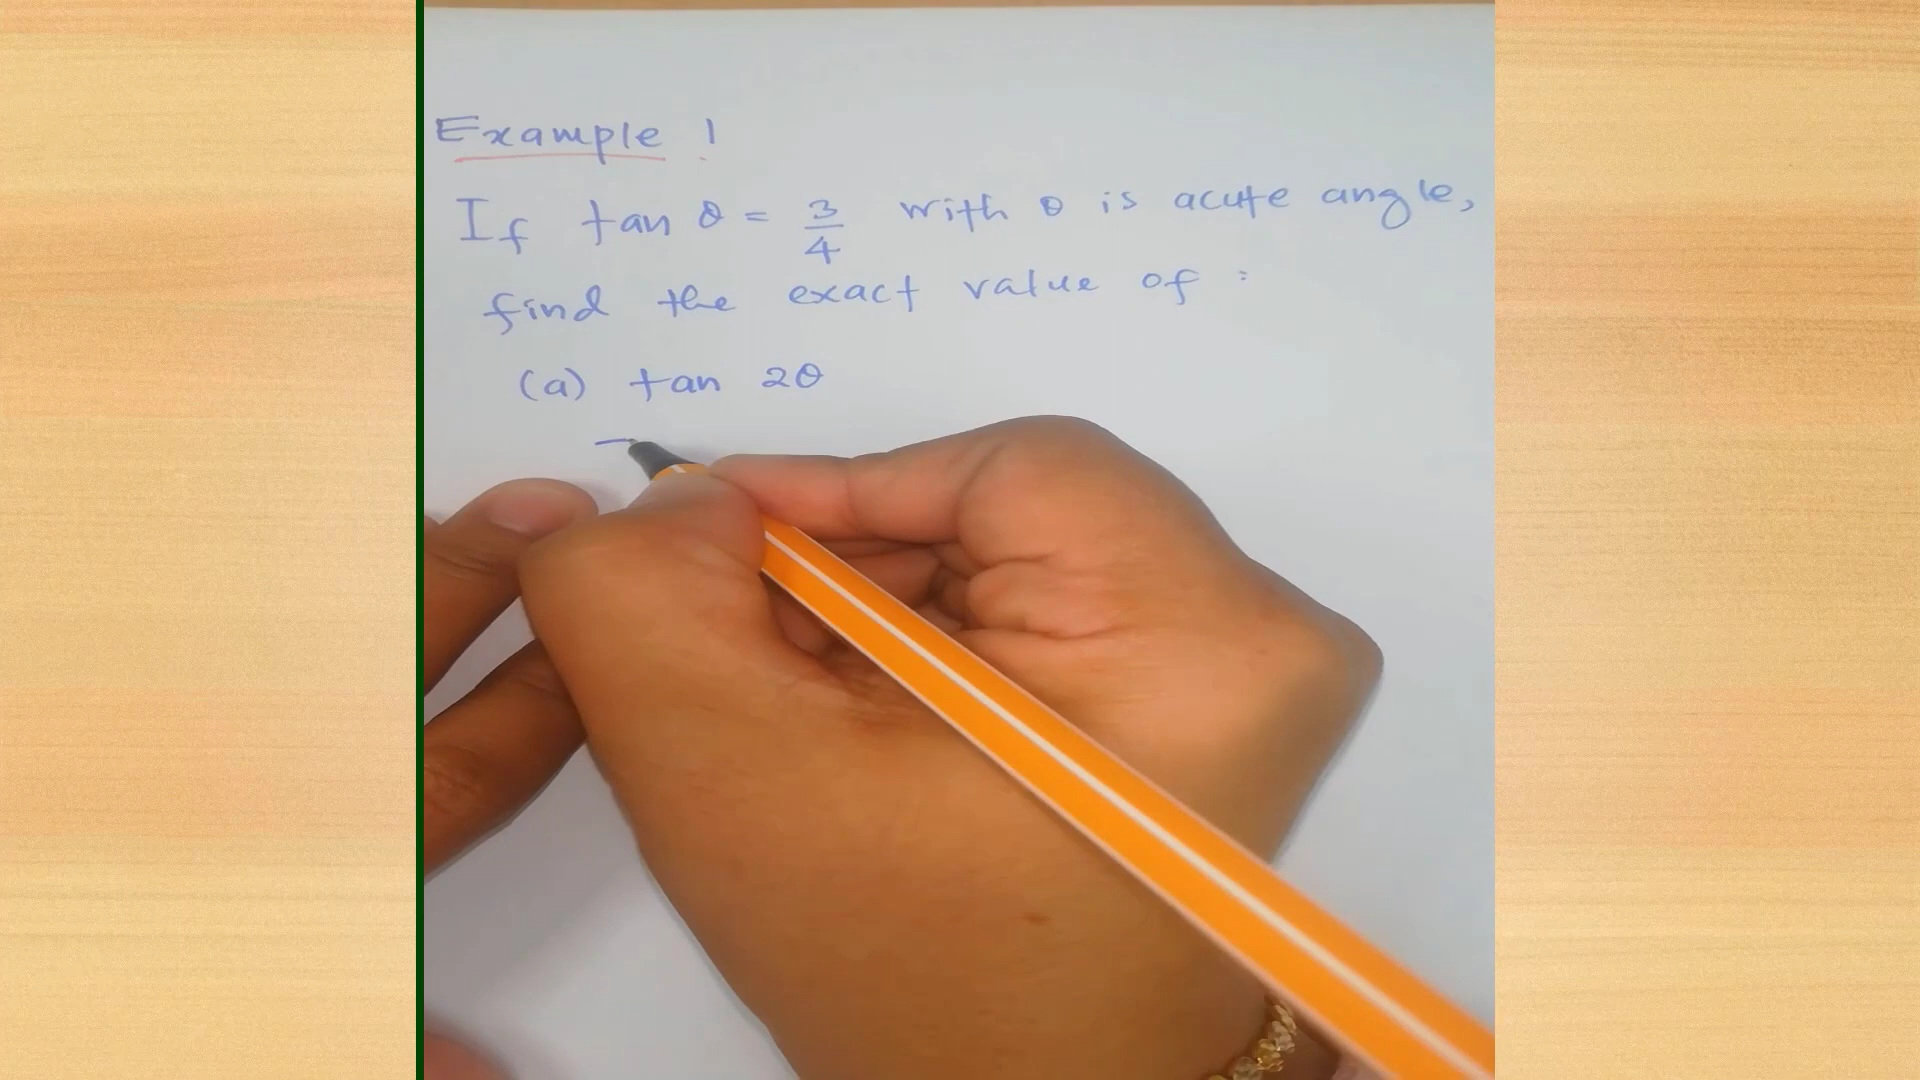 Example 1
If tan θ = 3/4 with θ is acute angle,
find the exact value of :
(a) tan 2θ